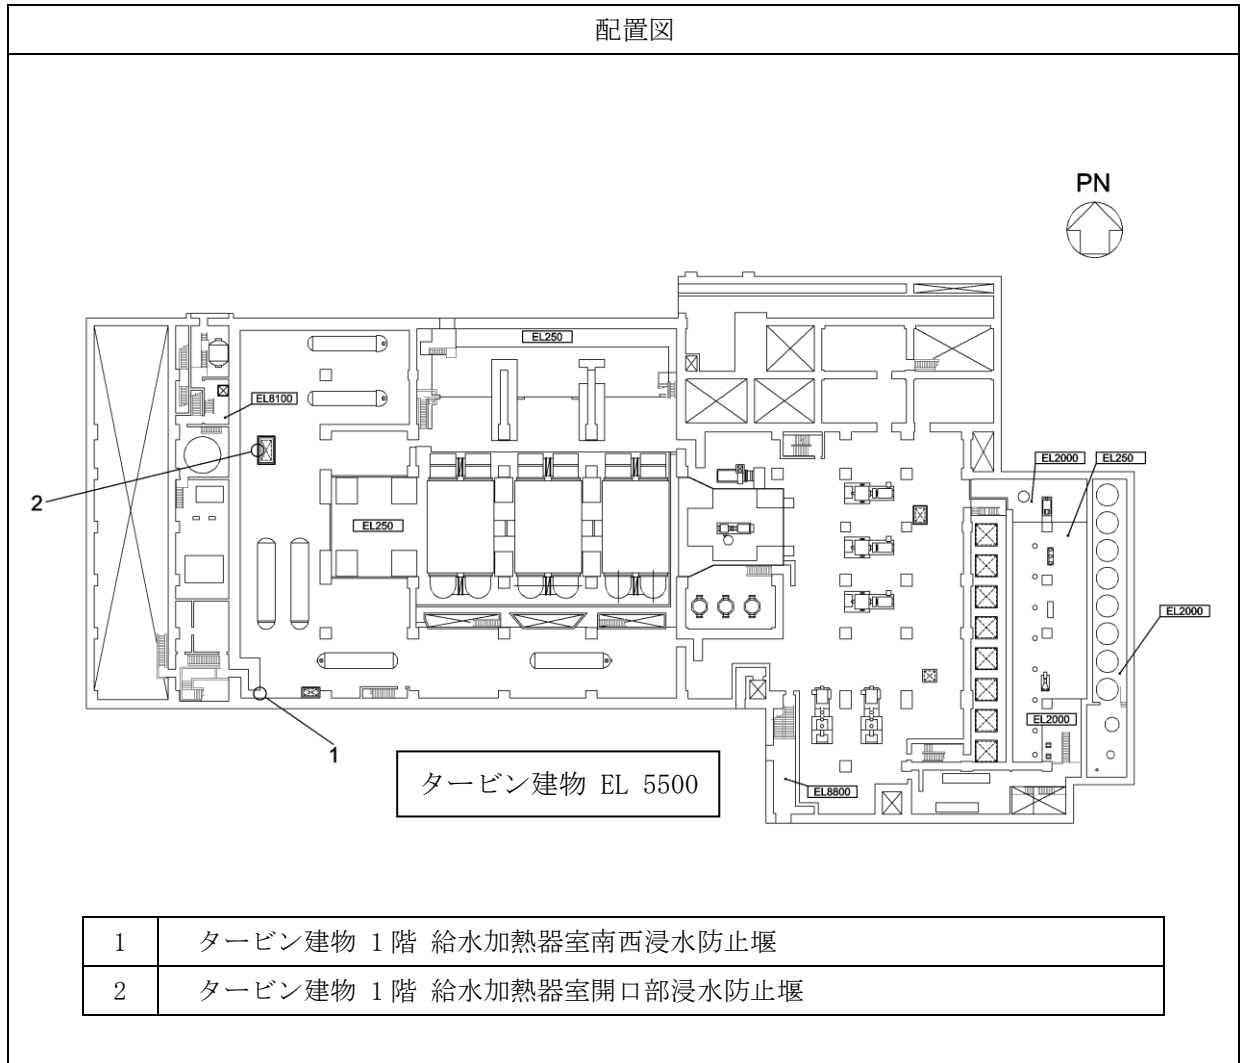 配置図
PN
EL250
EL8100
EL2000
EL250
2
EL250
EL2000
EL2000
1
タービン建物 EL 5500
EL8800
1 タービン建物 1階 給水加熱器室南西浸水防止堰
2 タービン建物 1階 給水加熱器室開口部浸水防止堰